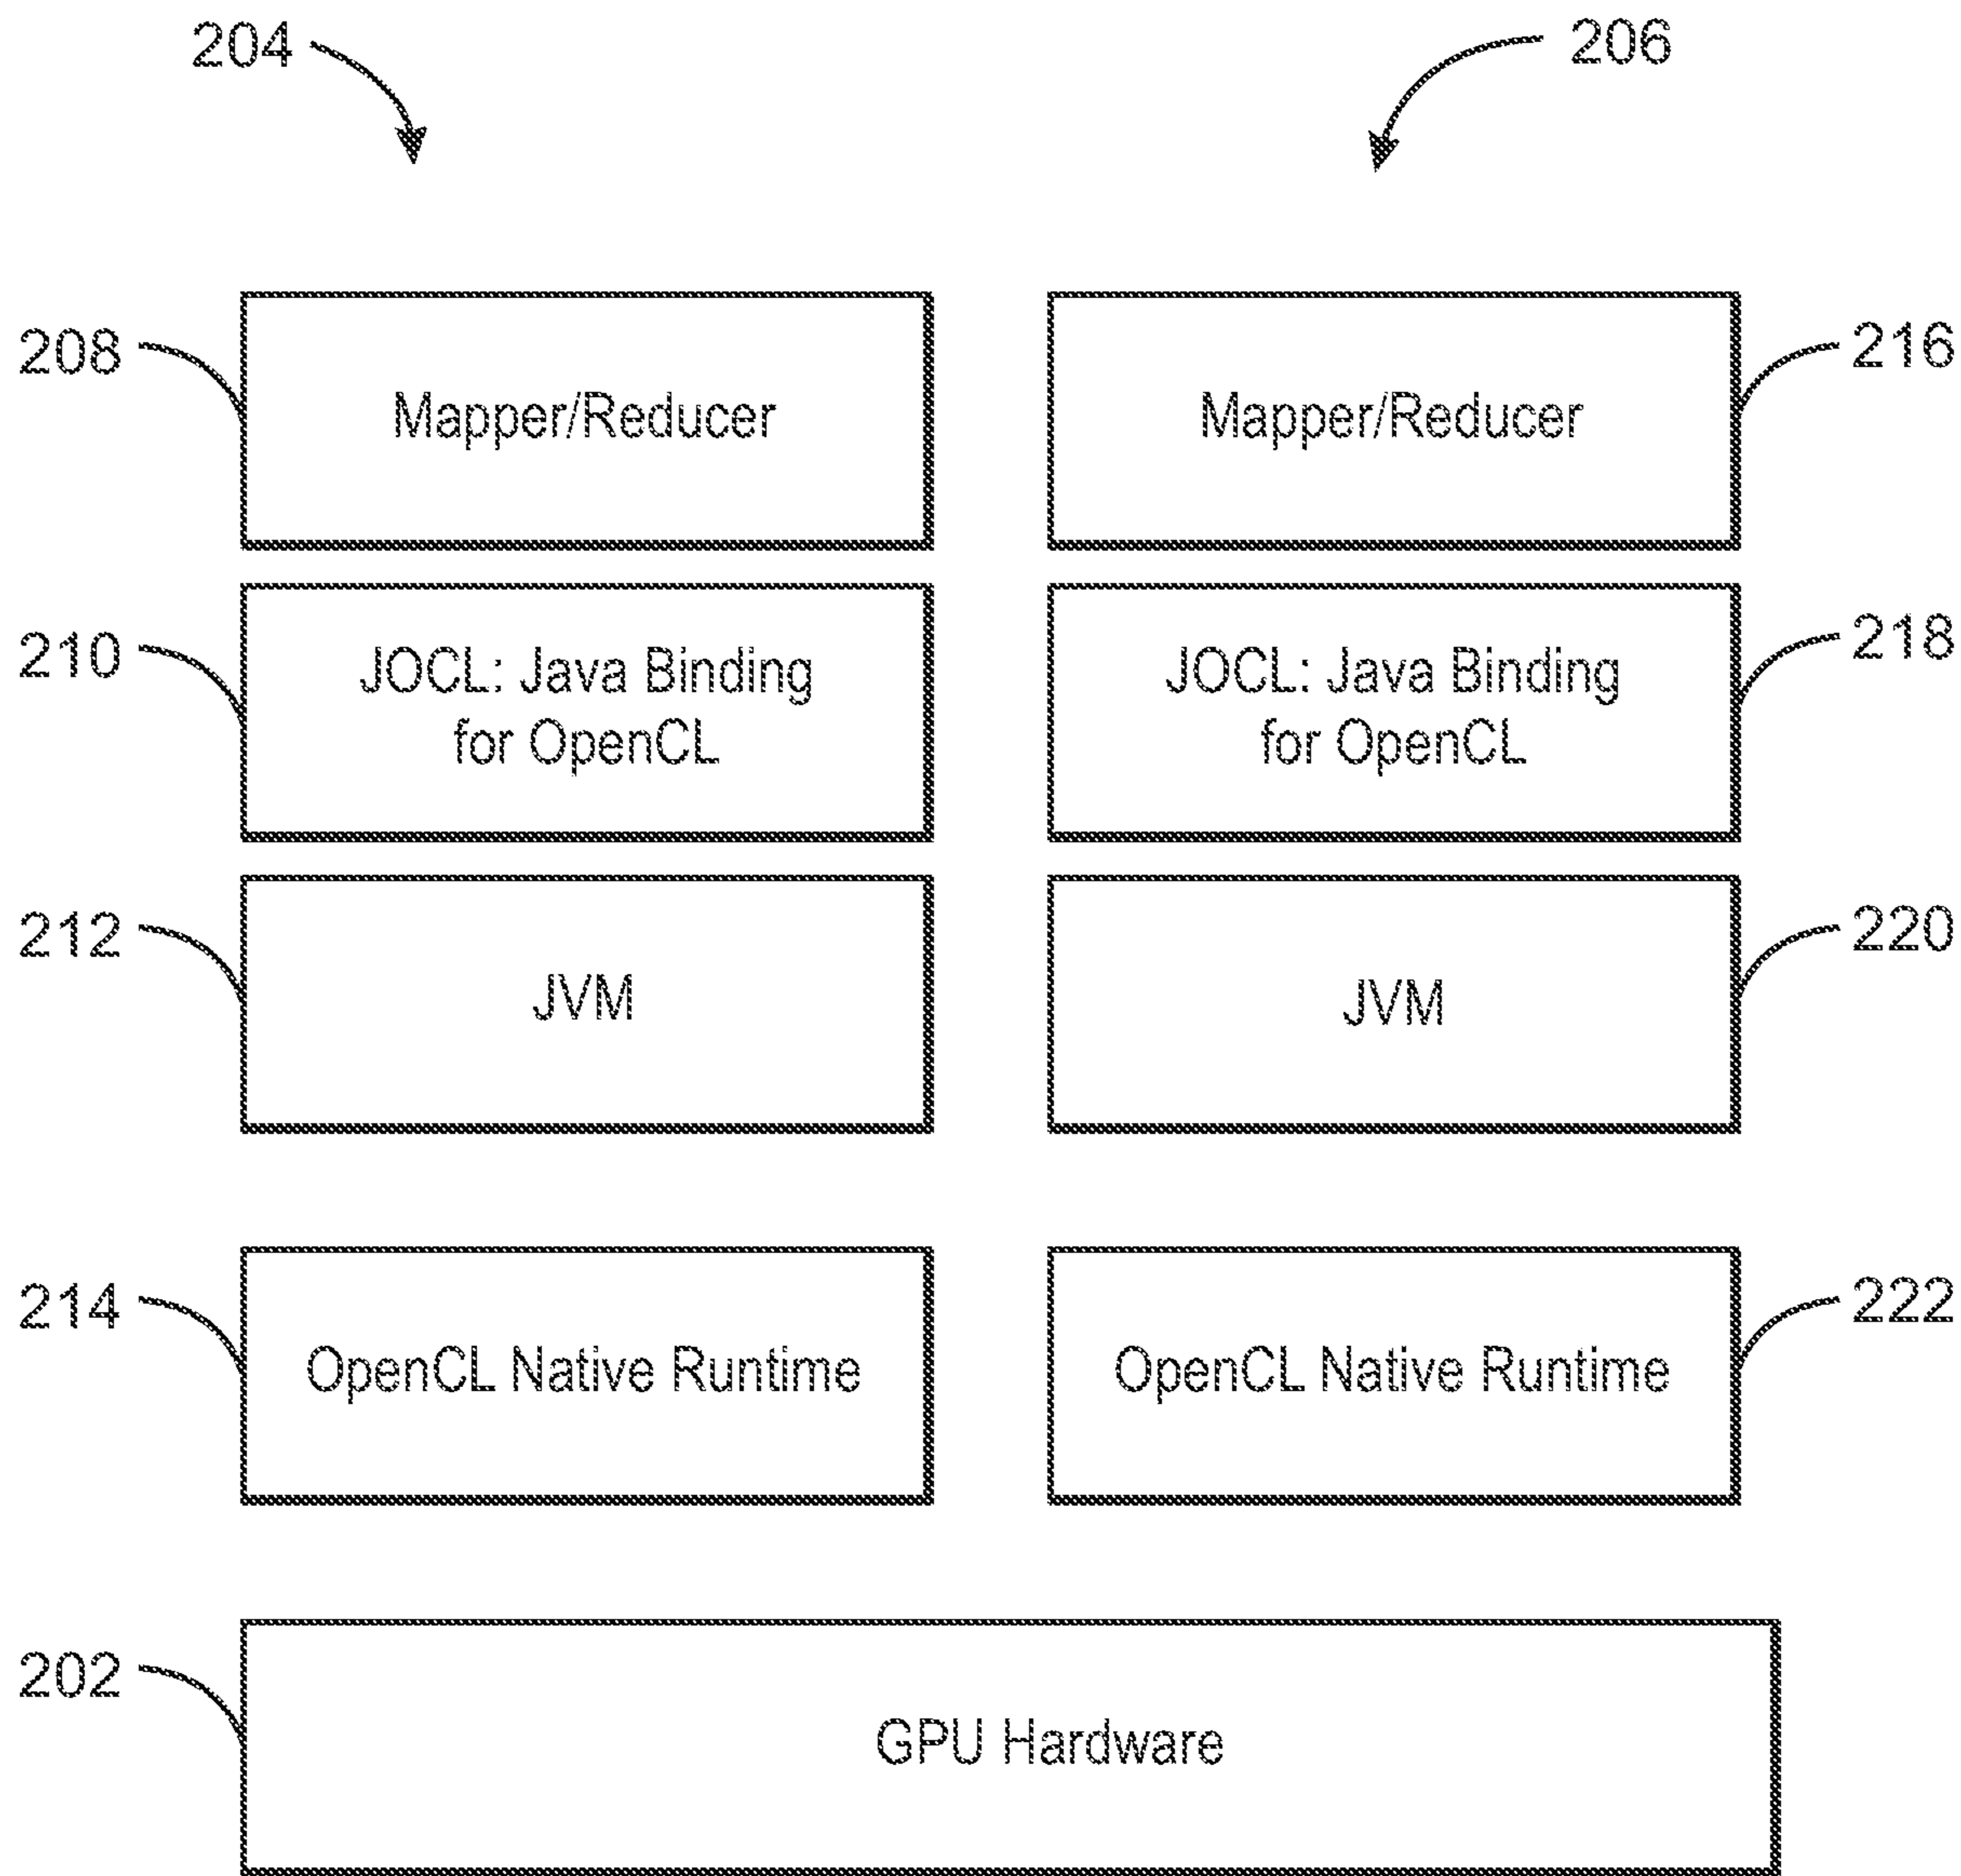 204
206
208
Mapper/Reducer
Mapper/Reducer
216
210
JOCL: Java Binding
for OpenCL
JOCL: Java Binding
for OpenCL
218
212
JVM
JVM
220
214
OpenCL Native Runtime
OpenCL Native Runtime
222
202
GPU Hardware